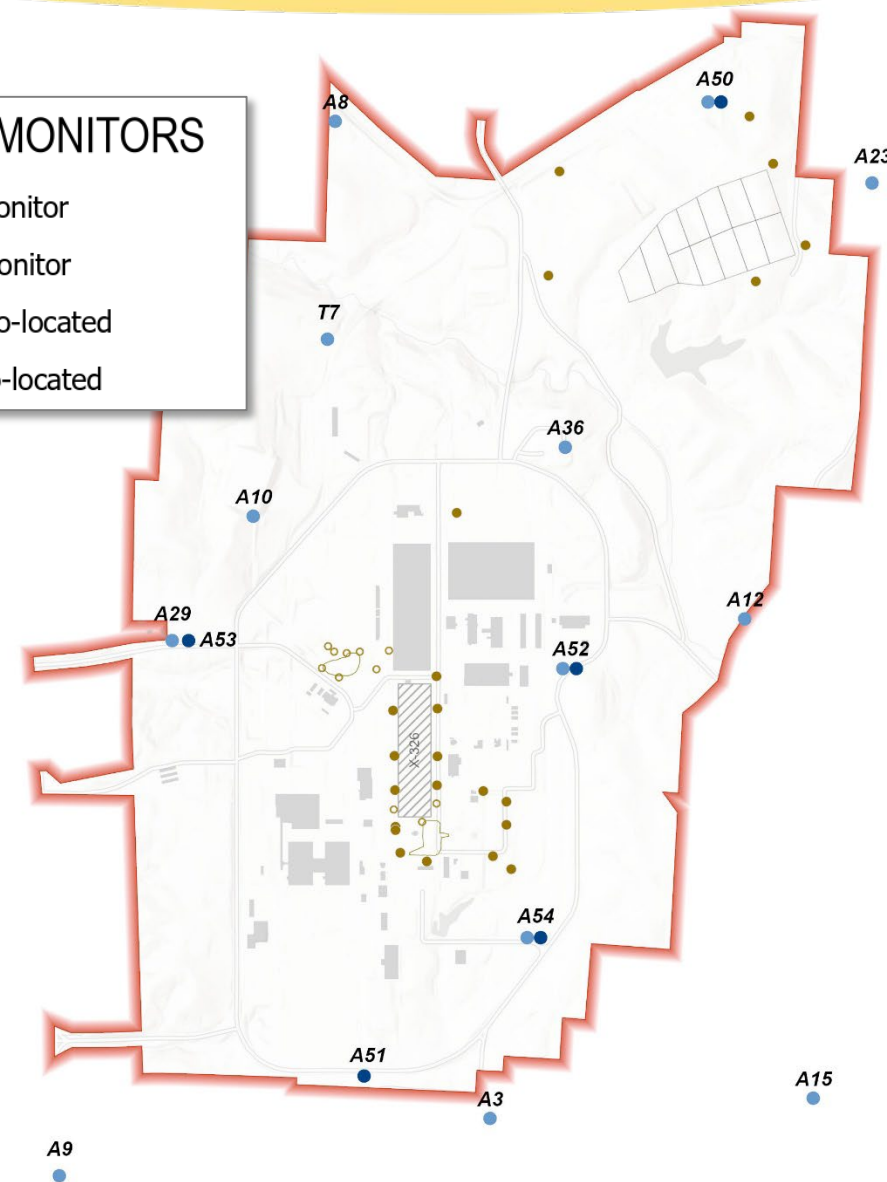 A50
A8
MONITORS
A23
onitor
onitor
o-located
T7
o-located
A36
A10
A12
A29
A53
A52
X-326
A54
A51
A15
A3
A9